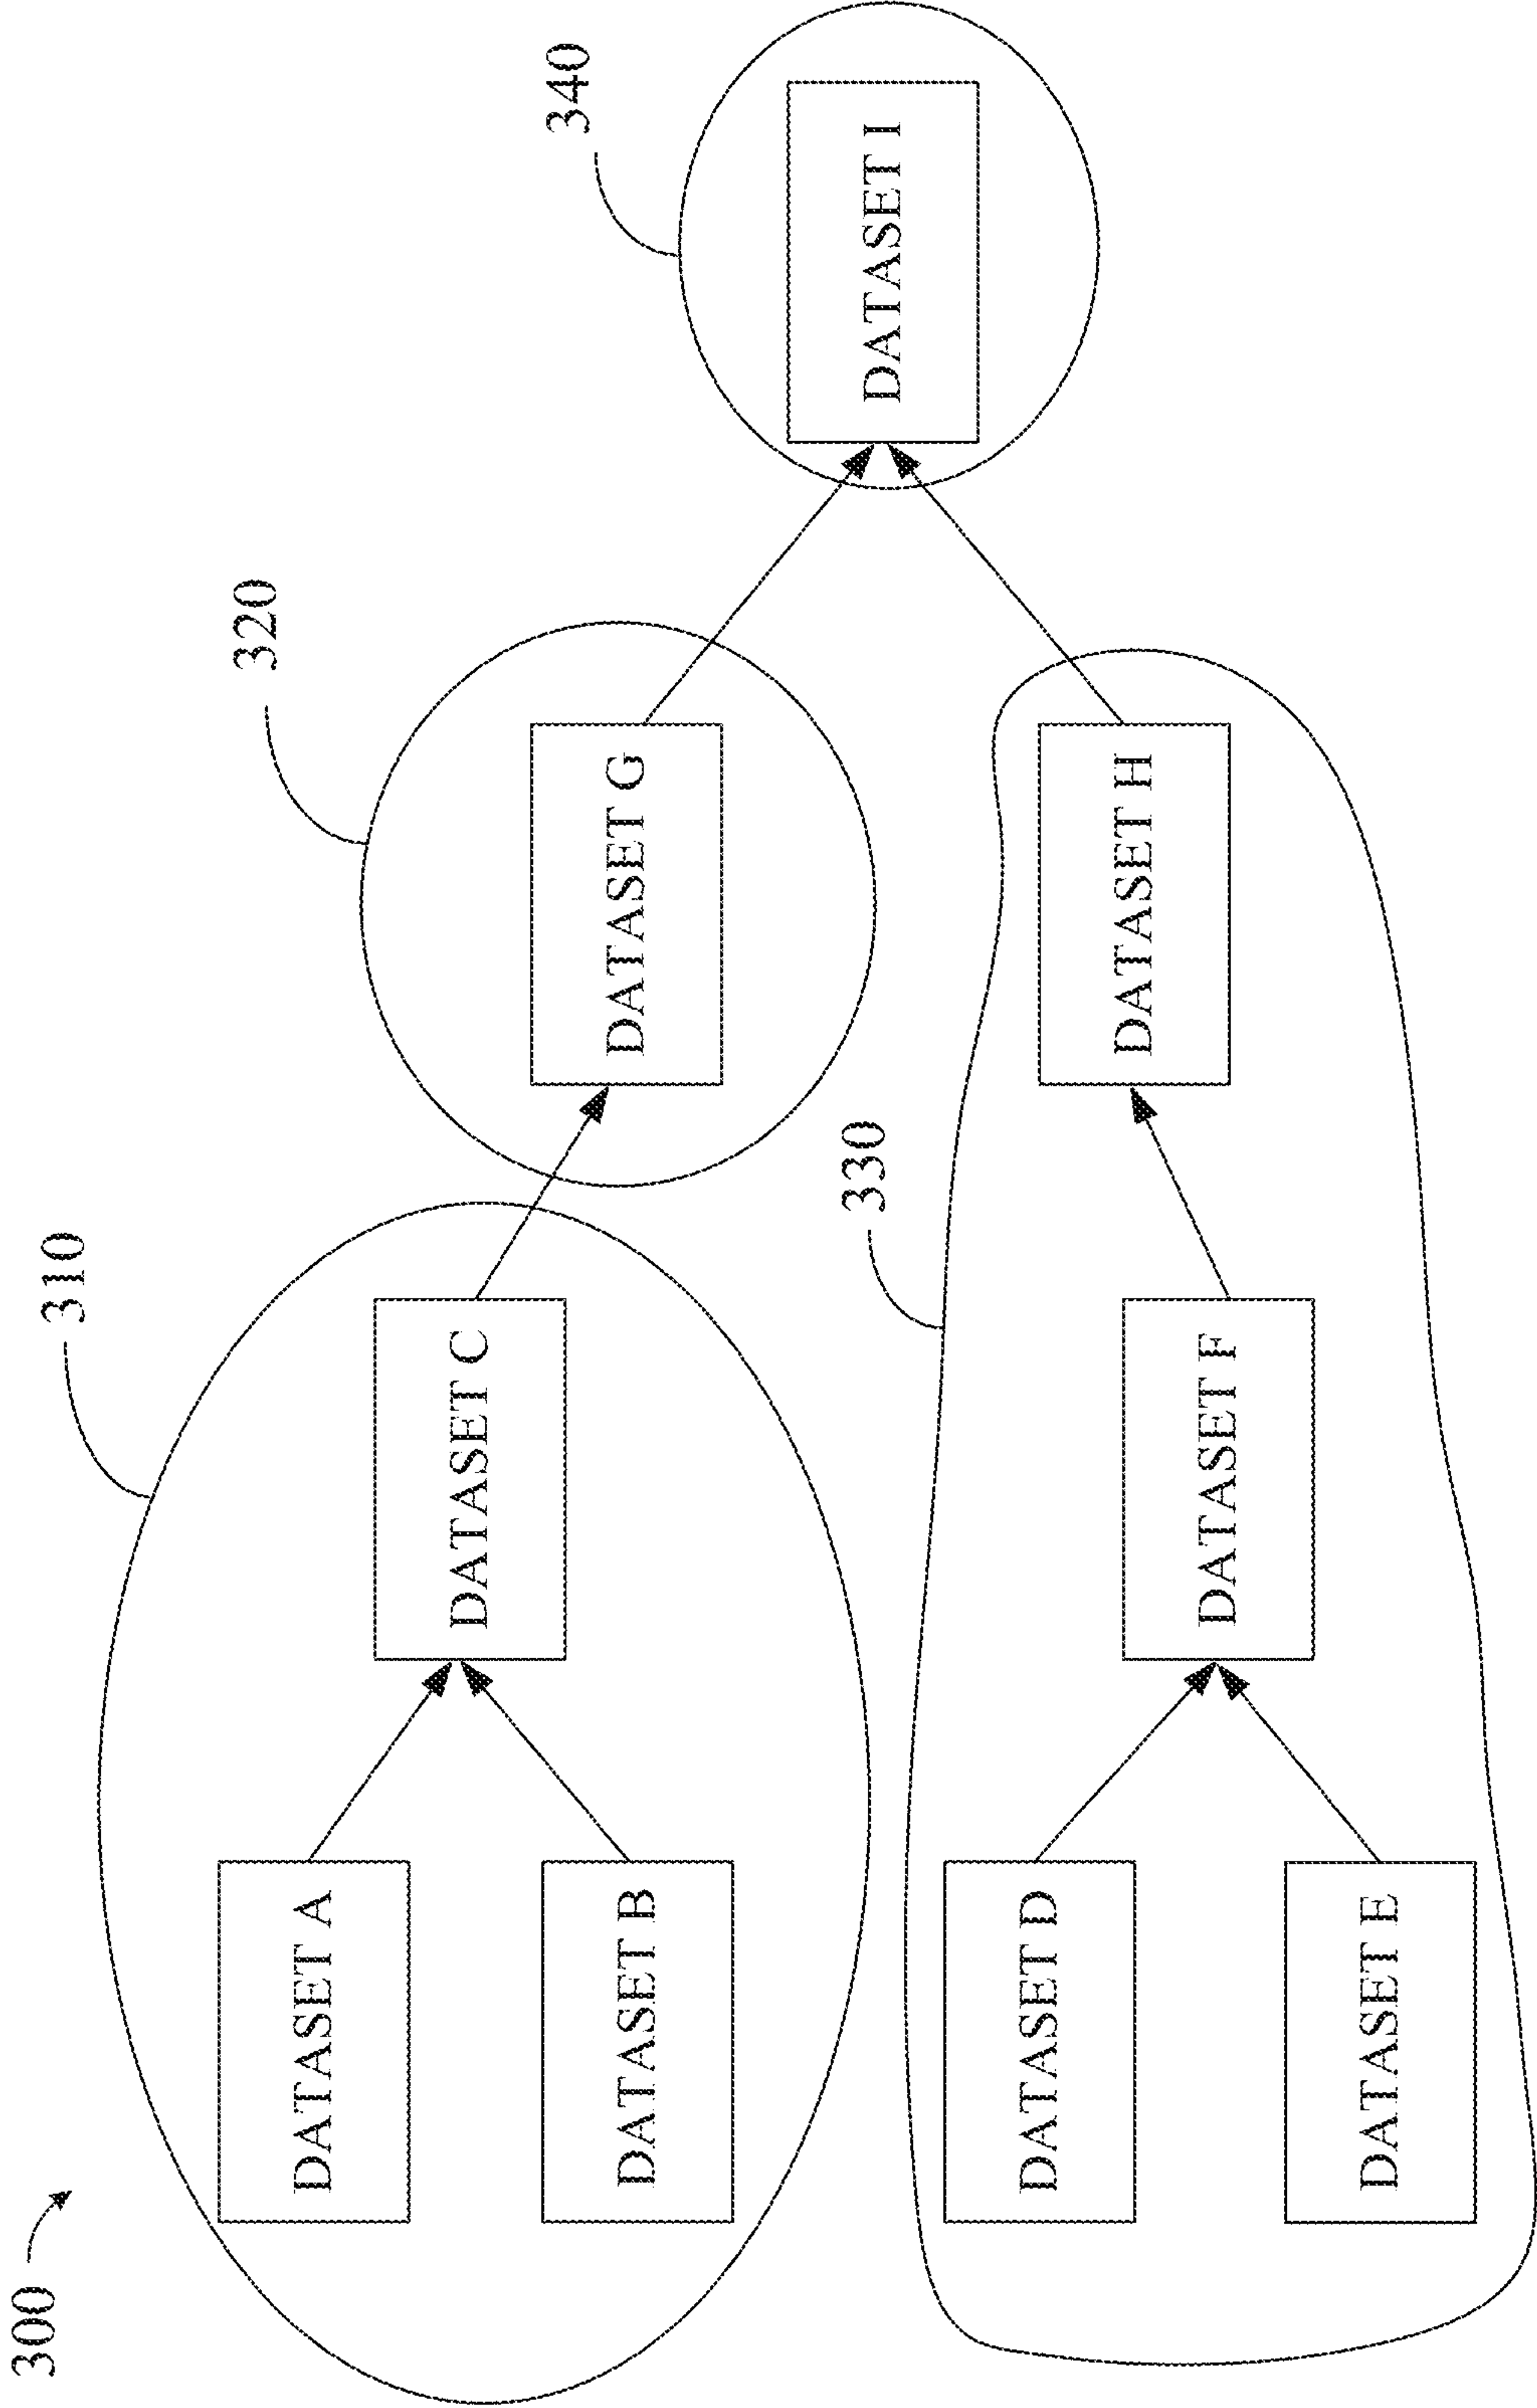 300
310
320
340
DATASET A
DATASET C
DATASET G
DATASET B
DATASET I
330
DATASET D
DATASET F
DATASET H
DATASET E